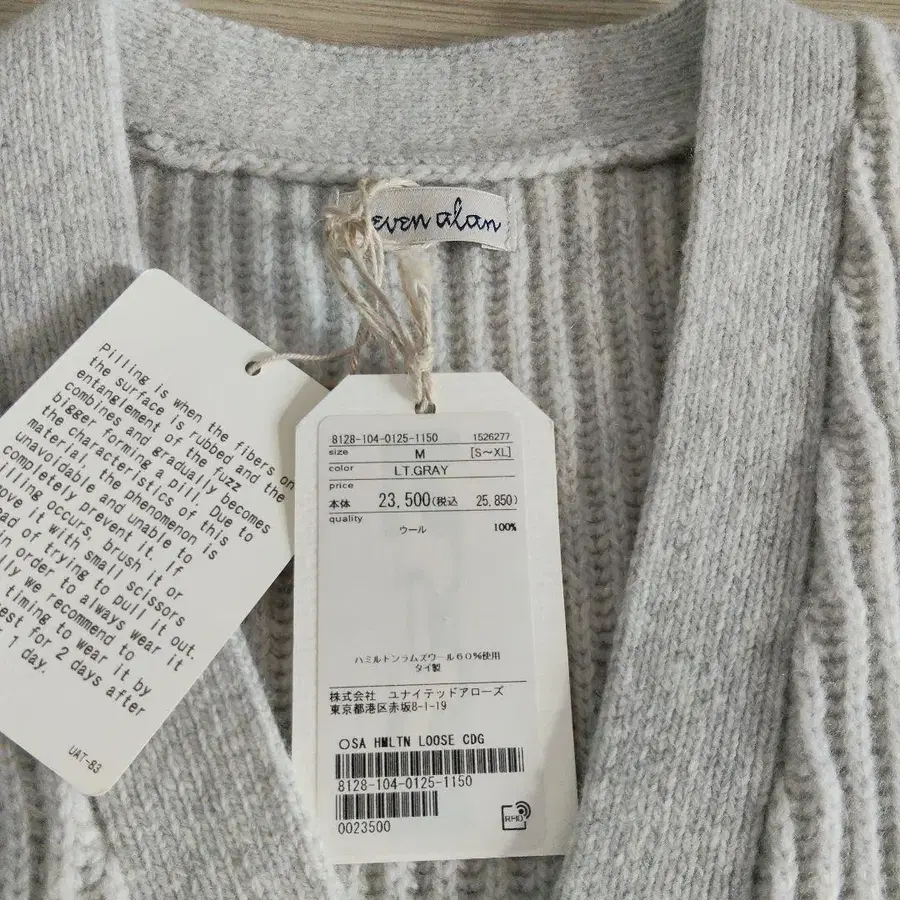 even alan
Pilling is when the fibers on
the surface is rubbed and the
entanglement of the fuzz
combines and gradually becomes
bigger forming a pill. Due to
the characteristics of this
material, the phenomenon is
unavoidable and unable to
completely prevent it. If
illing occurs, brush it or
ove it with small scissors
ead of trying to pull it out.
in order to always wear it
lly we recommend to
timing to wear it by
est for 2 days after
1 day.
UAT-83
8128-104-0125-1150 1526277
size M [S~XL]
color LT.GRAY
price
本体 23,500(税込 25,850)
quality
ウール 100%
ハミルトンラムズウール60%使用
タイ製
株式会社 ユナイテッドアローズ
東京都港区赤坂8-1-19
OSA HMLTN LOOSE CDG
8128-104-0125-1150
0023500
RFID